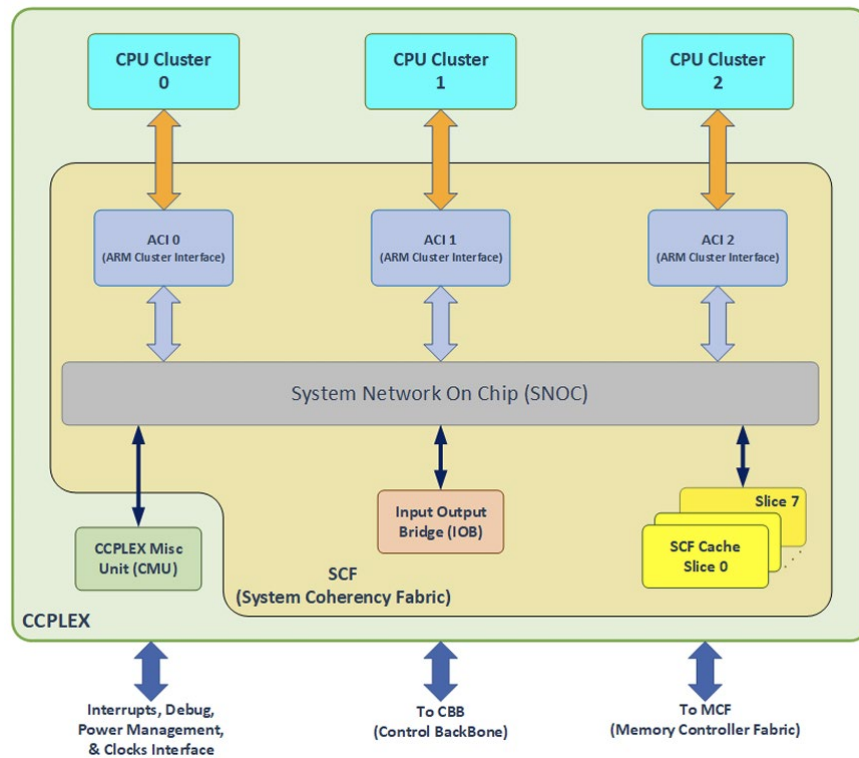 CPU Cluster
0
CPU Cluster
1
CPU Cluster
2
ACI 0
(ARM Cluster Interface)
ACI 1
(ARM Cluster Interface)
ACI 2
(ARM Cluster Interface)
System Network On Chip (SNOC)
CCPLEX Misc
Unit (CMU)
Input Output
Bridge (IOB)
Slice 7
SCF Cache
Slice 0
SCF
(System Coherency Fabric)
CCPLEX
Interrupts, Debug,
Power Management,
& Clocks Interface
To CBB
(Control BackBone)
To MCF
(Memory Controller Fabric)